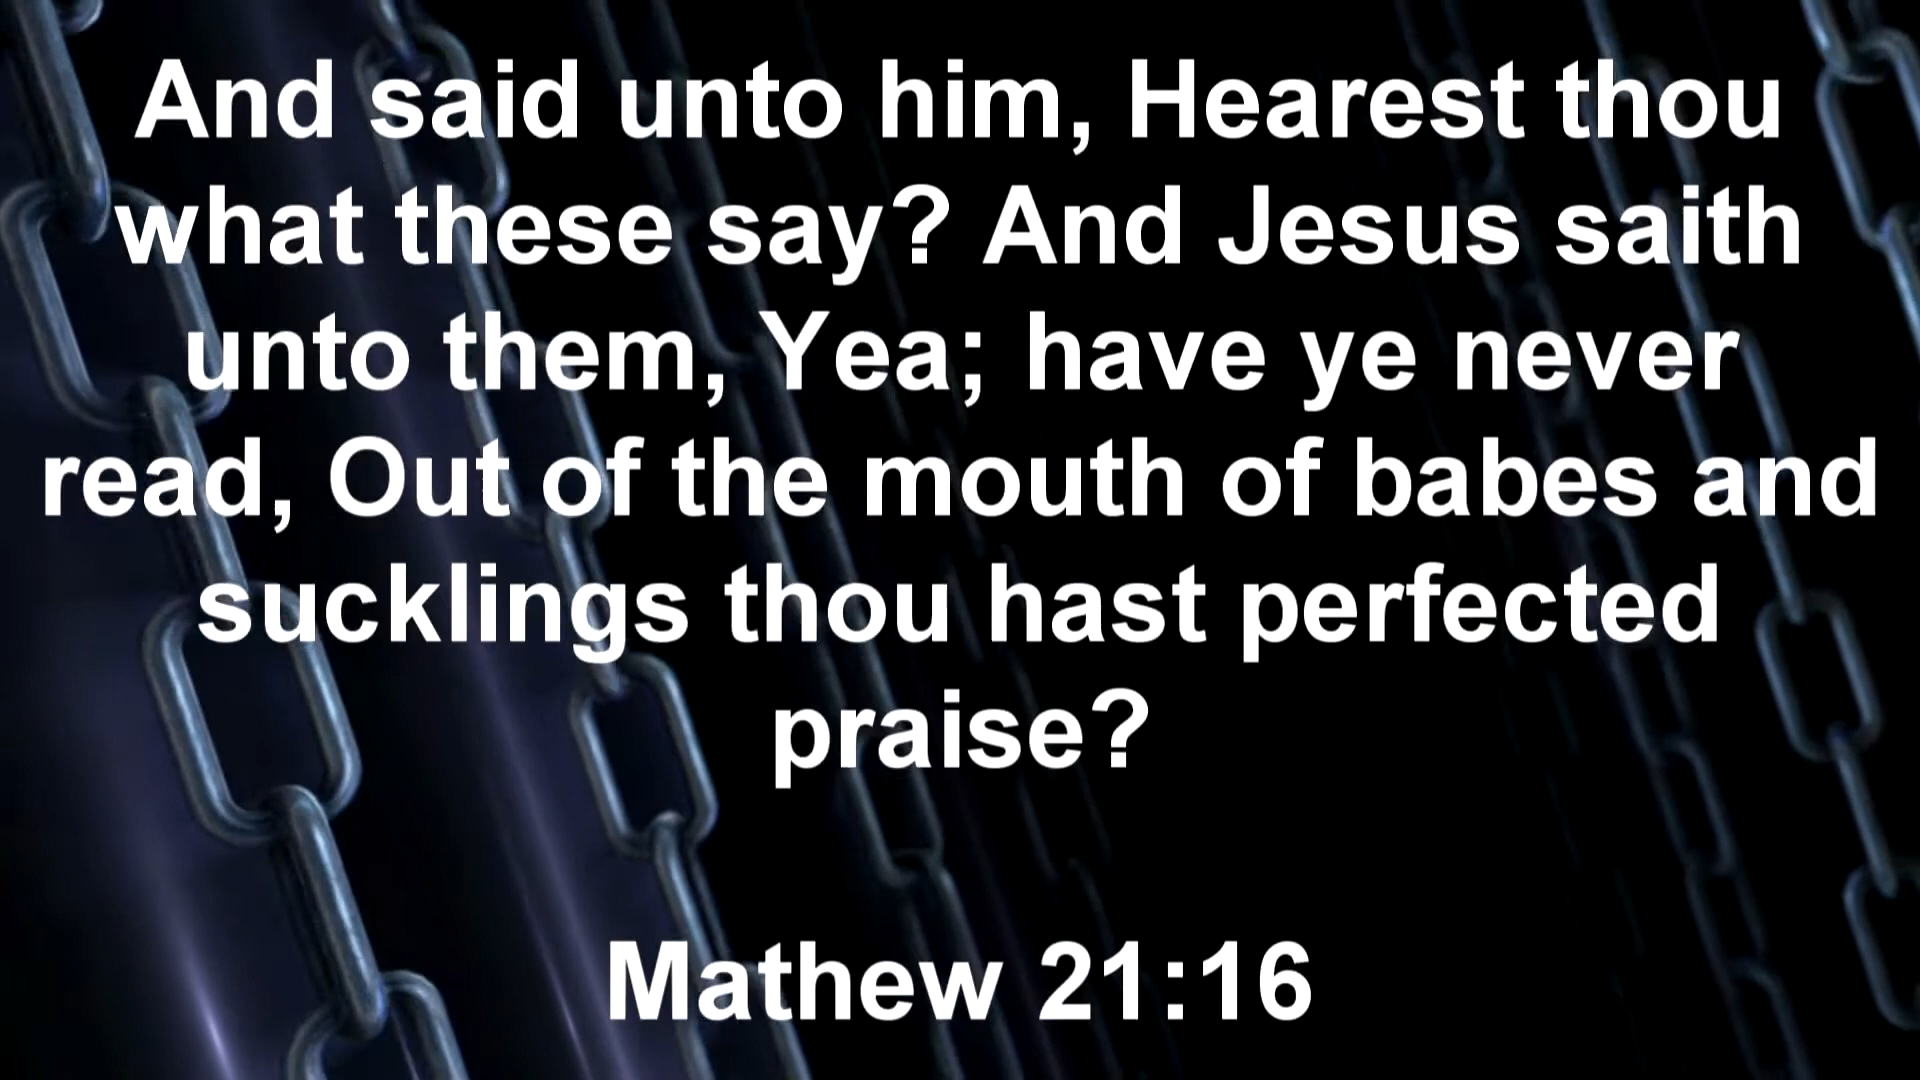 And said unto him, Hearest thou
what these say? And Jesus saith
unto them, Yea; have ye never
read, Out of the mouth of babes and
sucklings thou hast perfected
praise?
Mathew 21:16